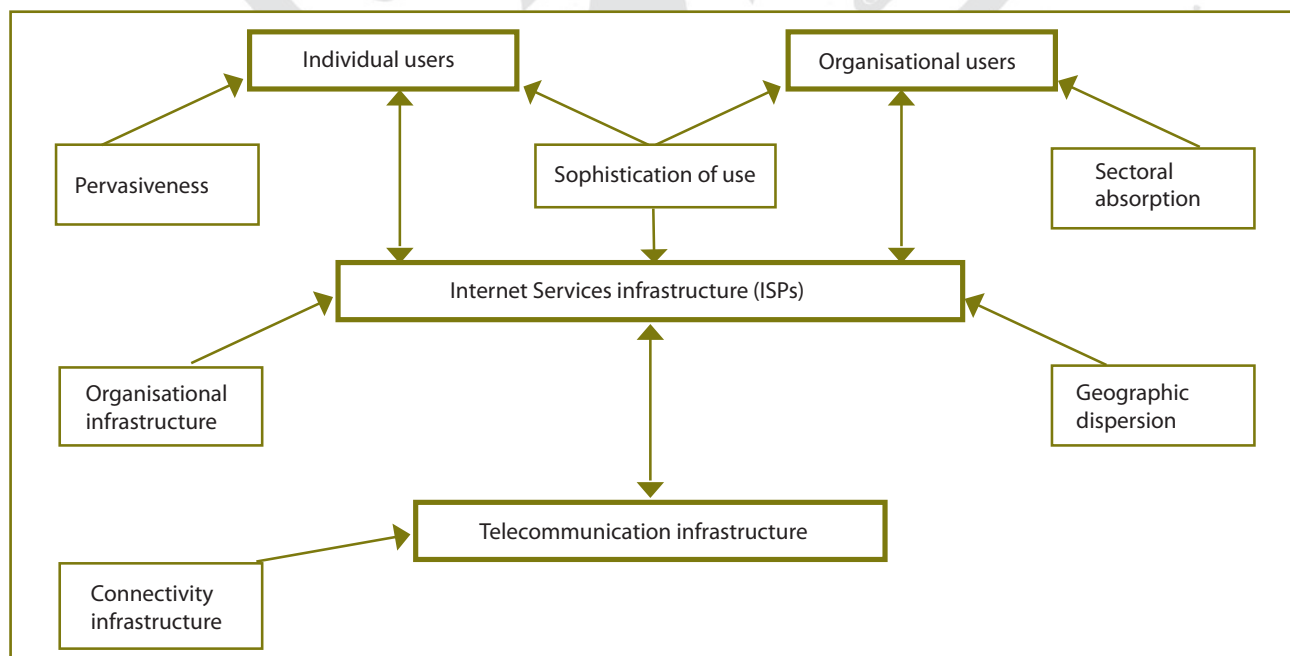 Individual users
Organisational users
Pervasiveness
Sophistication of use
Sectoral
absorption
Internet Services infrastructure (ISPs)
Organisational
infrastructure
Geographic
dispersion
Telecommunication infrastructure
Connectivity
infrastructure